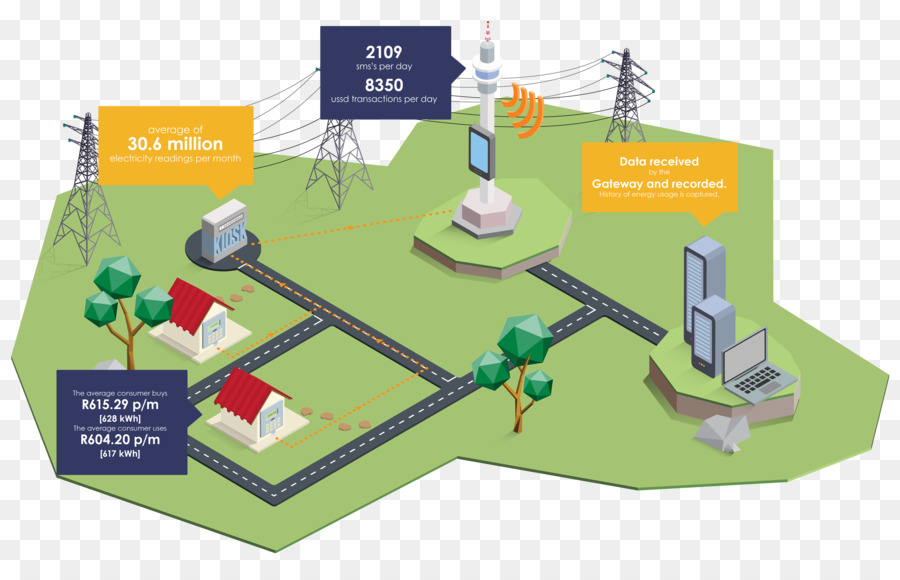 2109
sms's per day
8350
ussd transactions per day
average of
30.6 million
electricity readings per month
Data received
by the
Gateway and recorded.
History of energy usage is captured.
KIOSK
The average consumer buys
R615.29 p/m
[628 kWh]
The average consumer uses
R604.20 p/m
[617 kWh]